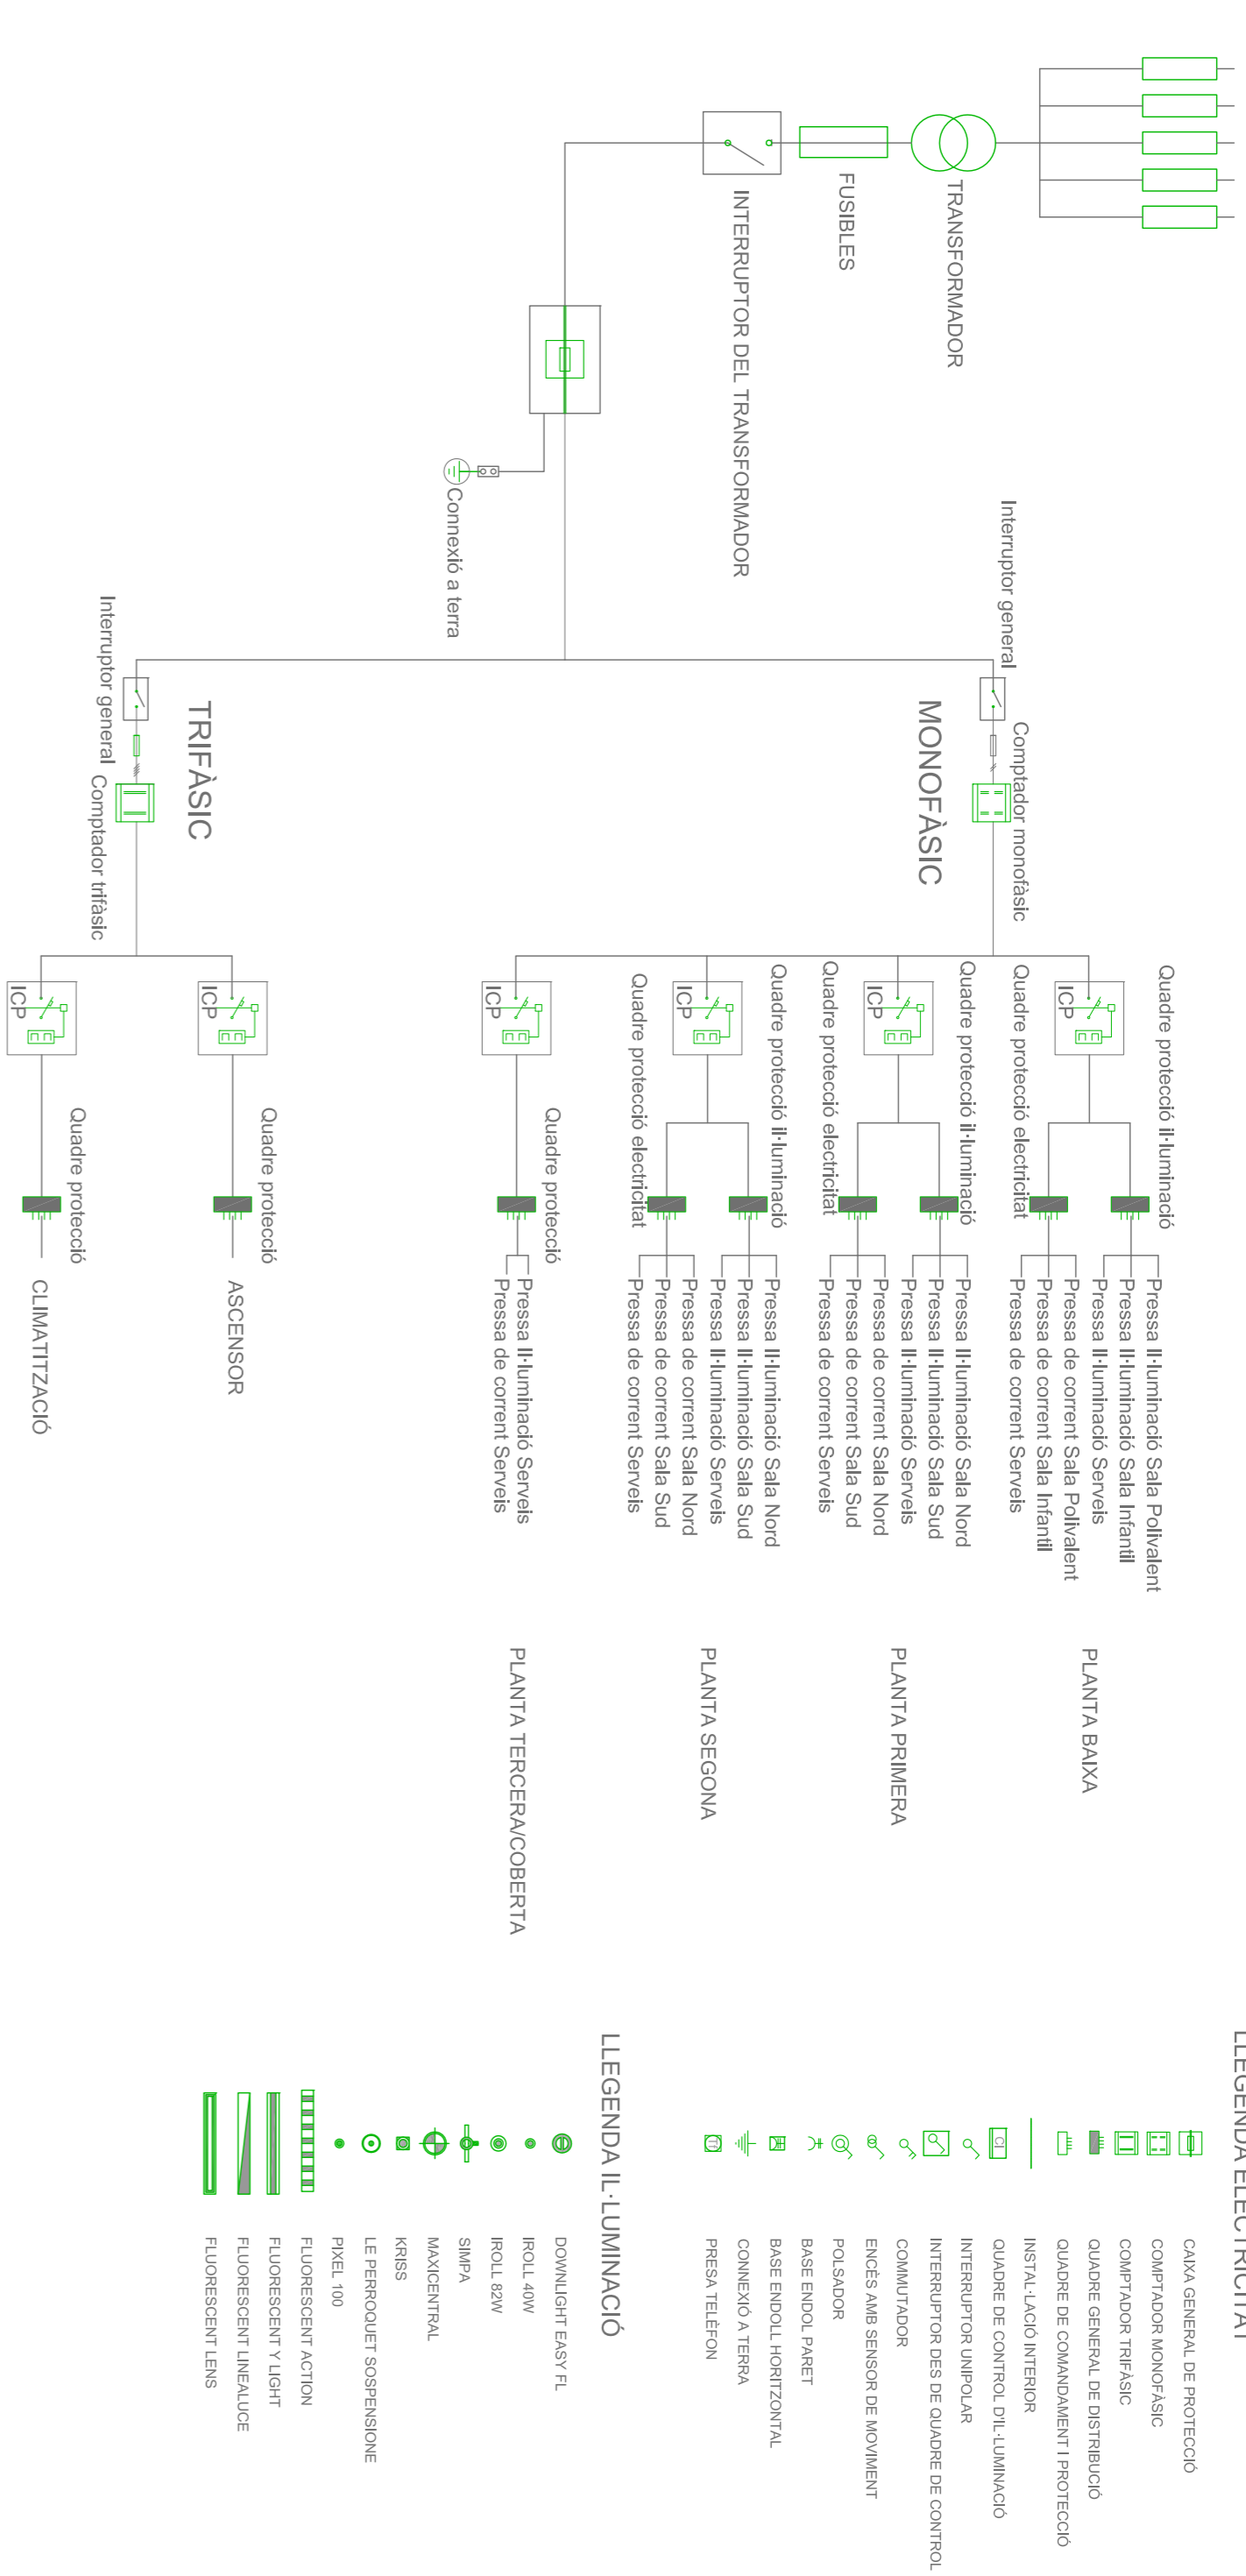 TRANSFORMADOR
FUSIBLES
INTERRUPTOR DEL TRANSFORMADOR
Connexió a terra
Interruptor general
Comptador monofàsic
MONOFÀSIC
Quadre protecció il·luminació
ICP
Quadre protecció electricitat
Pressa Il·luminació Sala Polivalent
Pressa Il·luminació Sala Infantil
Pressa Il·luminació Serveis
Pressa de corrent Sala Polivalent
Pressa de corrent Sala Infantil
Pressa de corrent Serveis
PLANTA BAIXA
Quadre protecció il·luminació
ICP
Quadre protecció electricitat
Pressa Il·luminació Sala Nord
Pressa Il·luminació Sala Sud
Pressa Il·luminació Serveis
Pressa de corrent Sala Nord
Pressa de corrent Sala Sud
Pressa de corrent Serveis
PLANTA PRIMERA
Quadre protecció il·luminació
ICP
Quadre protecció electricitat
Pressa Il·luminació Sala Nord
Pressa Il·luminació Sala Sud
Pressa Il·luminació Serveis
Pressa de corrent Sala Nord
Pressa de corrent Sala Sud
Pressa de corrent Serveis
PLANTA SEGONA
Quadre protecció
ICP
Pressa Il·luminació Serveis
Pressa de corrent Serveis
PLANTA TERCERA/COBERTA
TRIFÀSIC
Interruptor general
Comptador trifàsic
Quadre protecció
ICP
ASCENSOR
Quadre protecció
ICP
CLIMATITZACIÓ
LLEGENDA ELECTRICITAT
CAIXA GENERAL DE PROTECCIÓ
COMPTADOR MONOFÀSIC
COMPTADOR TRIFÀSIC
QUADRE GENERAL DE DISTRIBUCIÓ
QUADRE DE COMANDAMENT I PROTECCIÓ
INSTAL·LACIÓ INTERIOR
CI QUADRE DE CONTROL D'IL·LUMINACIÓ
INTERRUPTOR UNIPOLAR
INTERRUPTOR DES DE QUADRE DE CONTROL
COMMUTADOR
ENCÈS AMB SENSOR DE MOVIMENT
POLSADOR
BASE ENDOL PARET
BASE ENDOLL HORITZONTAL
CONNEXIÓ A TERRA
PRESA TELÈFON
LLEGENDA IL·LUMINACIÓ
DOWNLIGHT EASY FL
IROLL 40W
IROLL 82W
SIMPA
MAXICENTRAL
KRISS
LE PERROQUET SOSPENSIONE
PIXEL 100
FLUORESCENT ACTION
FLUORESCENT Y LIGHT
FLUORESCENT LINEALUCE
FLUORESCENT LENS